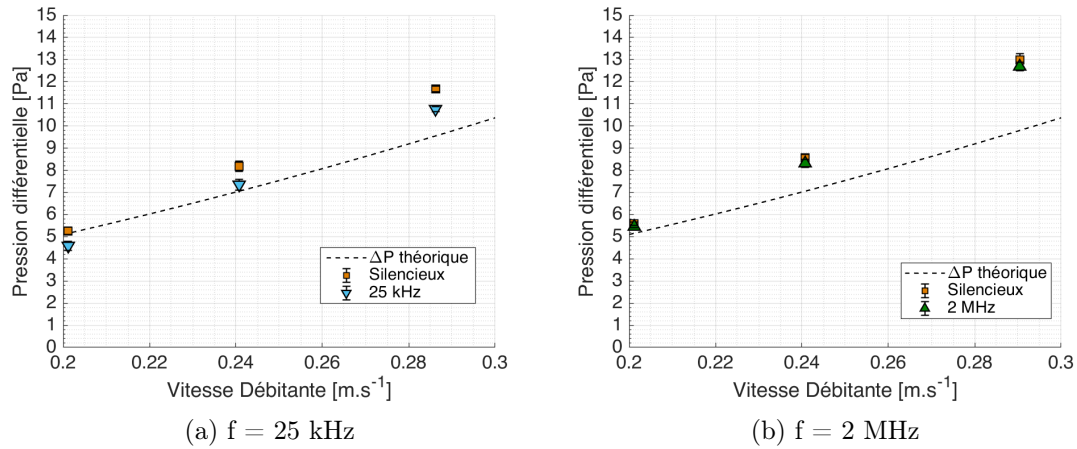 15
14
13
12
11
10
9
8
7
6
5
4
3
2
1
0
Pression différentielle [Pa]
ΔP théorique
Silencieux
25 kHz
0.2 0.22 0.24 0.26 0.28 0.3
Vitesse Débitante [m.s⁻¹]
(a) f = 25 kHz
15
14
13
12
11
10
9
8
7
6
5
4
3
2
1
0
Pression différentielle [Pa]
ΔP théorique
Silencieux
2 MHz
0.2 0.22 0.24 0.26 0.28 0.3
Vitesse Débitante [m.s⁻¹]
(b) f = 2 MHz